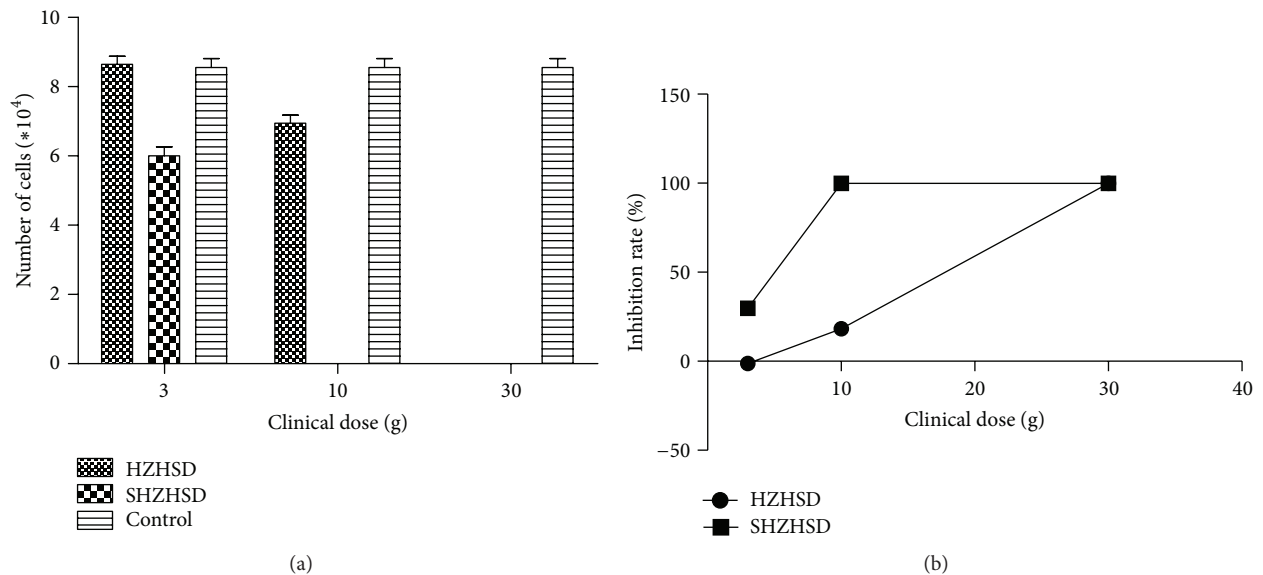 10
8
6
4
2
0
Number of cells (∗10⁴)
3
10
30
Clinical dose (g)
HZHSD
SHZHSD
Control
(a)
150
100
50
0
−50
Inhibition rate (%)
10
20
30
40
Clinical dose (g)
HZHSD
SHZHSD
(b)